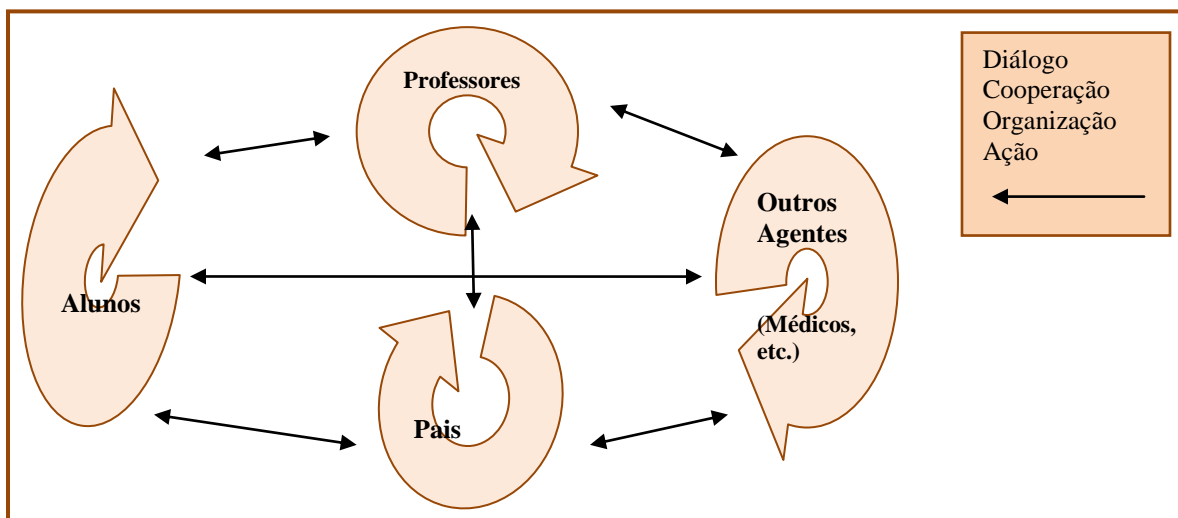 Professores
Diálogo
Cooperação
Organização
Ação
Outros
Agentes
Alunos
(Médicos,
etc.)
Pais